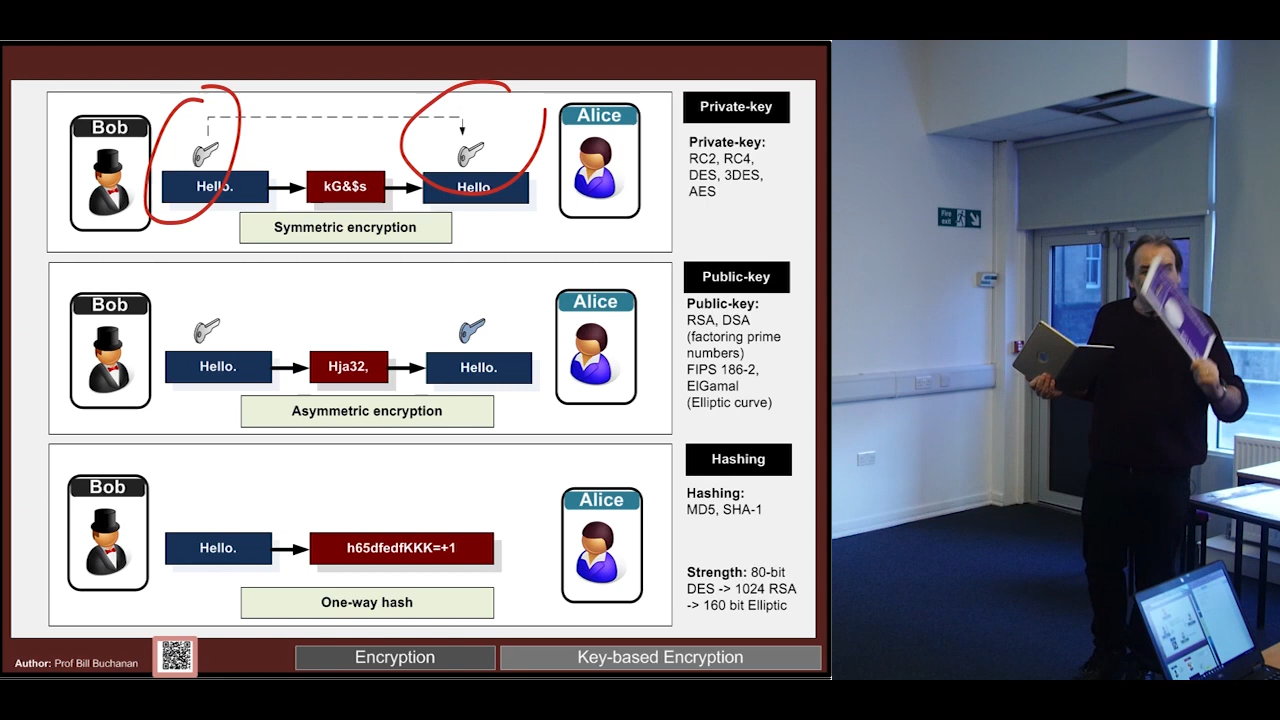 Bob
Alice
Hello.
kG&$s
Hello
Symmetric encryption
Private-key
Private-key:
RC2, RC4,
DES, 3DES,
AES
Bob
Alice
Hello.
Hja32,
Hello.
Asymmetric encryption
Public-key
Public-key:
RSA, DSA
(factoring prime
numbers)
FIPS 186-2,
ElGamal
(Elliptic curve)
Bob
Alice
Hello.
h65dfedfKKK=+1
One-way hash
Hashing
Hashing:
MD5, SHA-1
Strength: 80-bit
DES -> 1024 RSA
-> 160 bit Elliptic
Author: Prof Bill Buchanan
Encryption
Key-based Encryption
Fire
exit